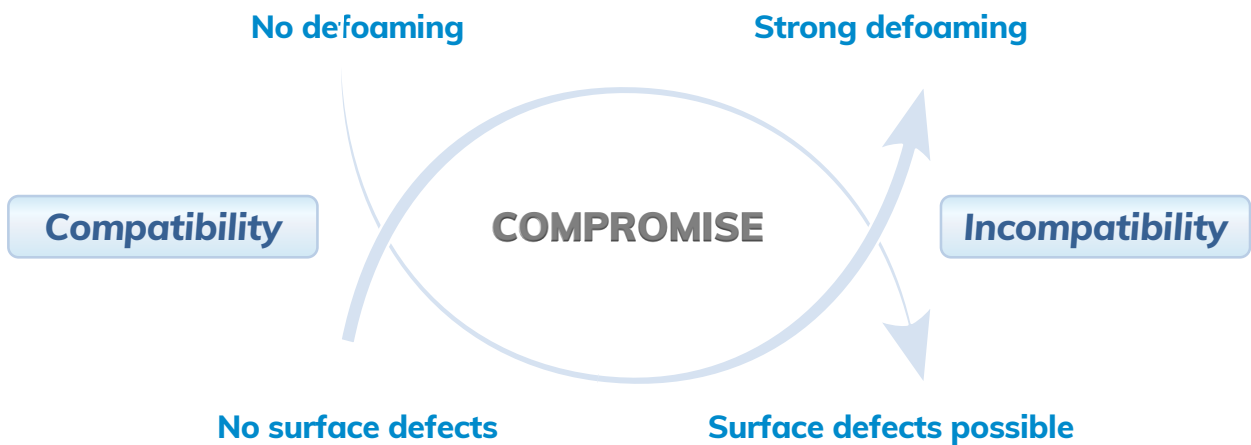 No defoaming
Strong defoaming
Compatibility
COMPROMISE
Incompatibility
No surface defects
Surface defects possible